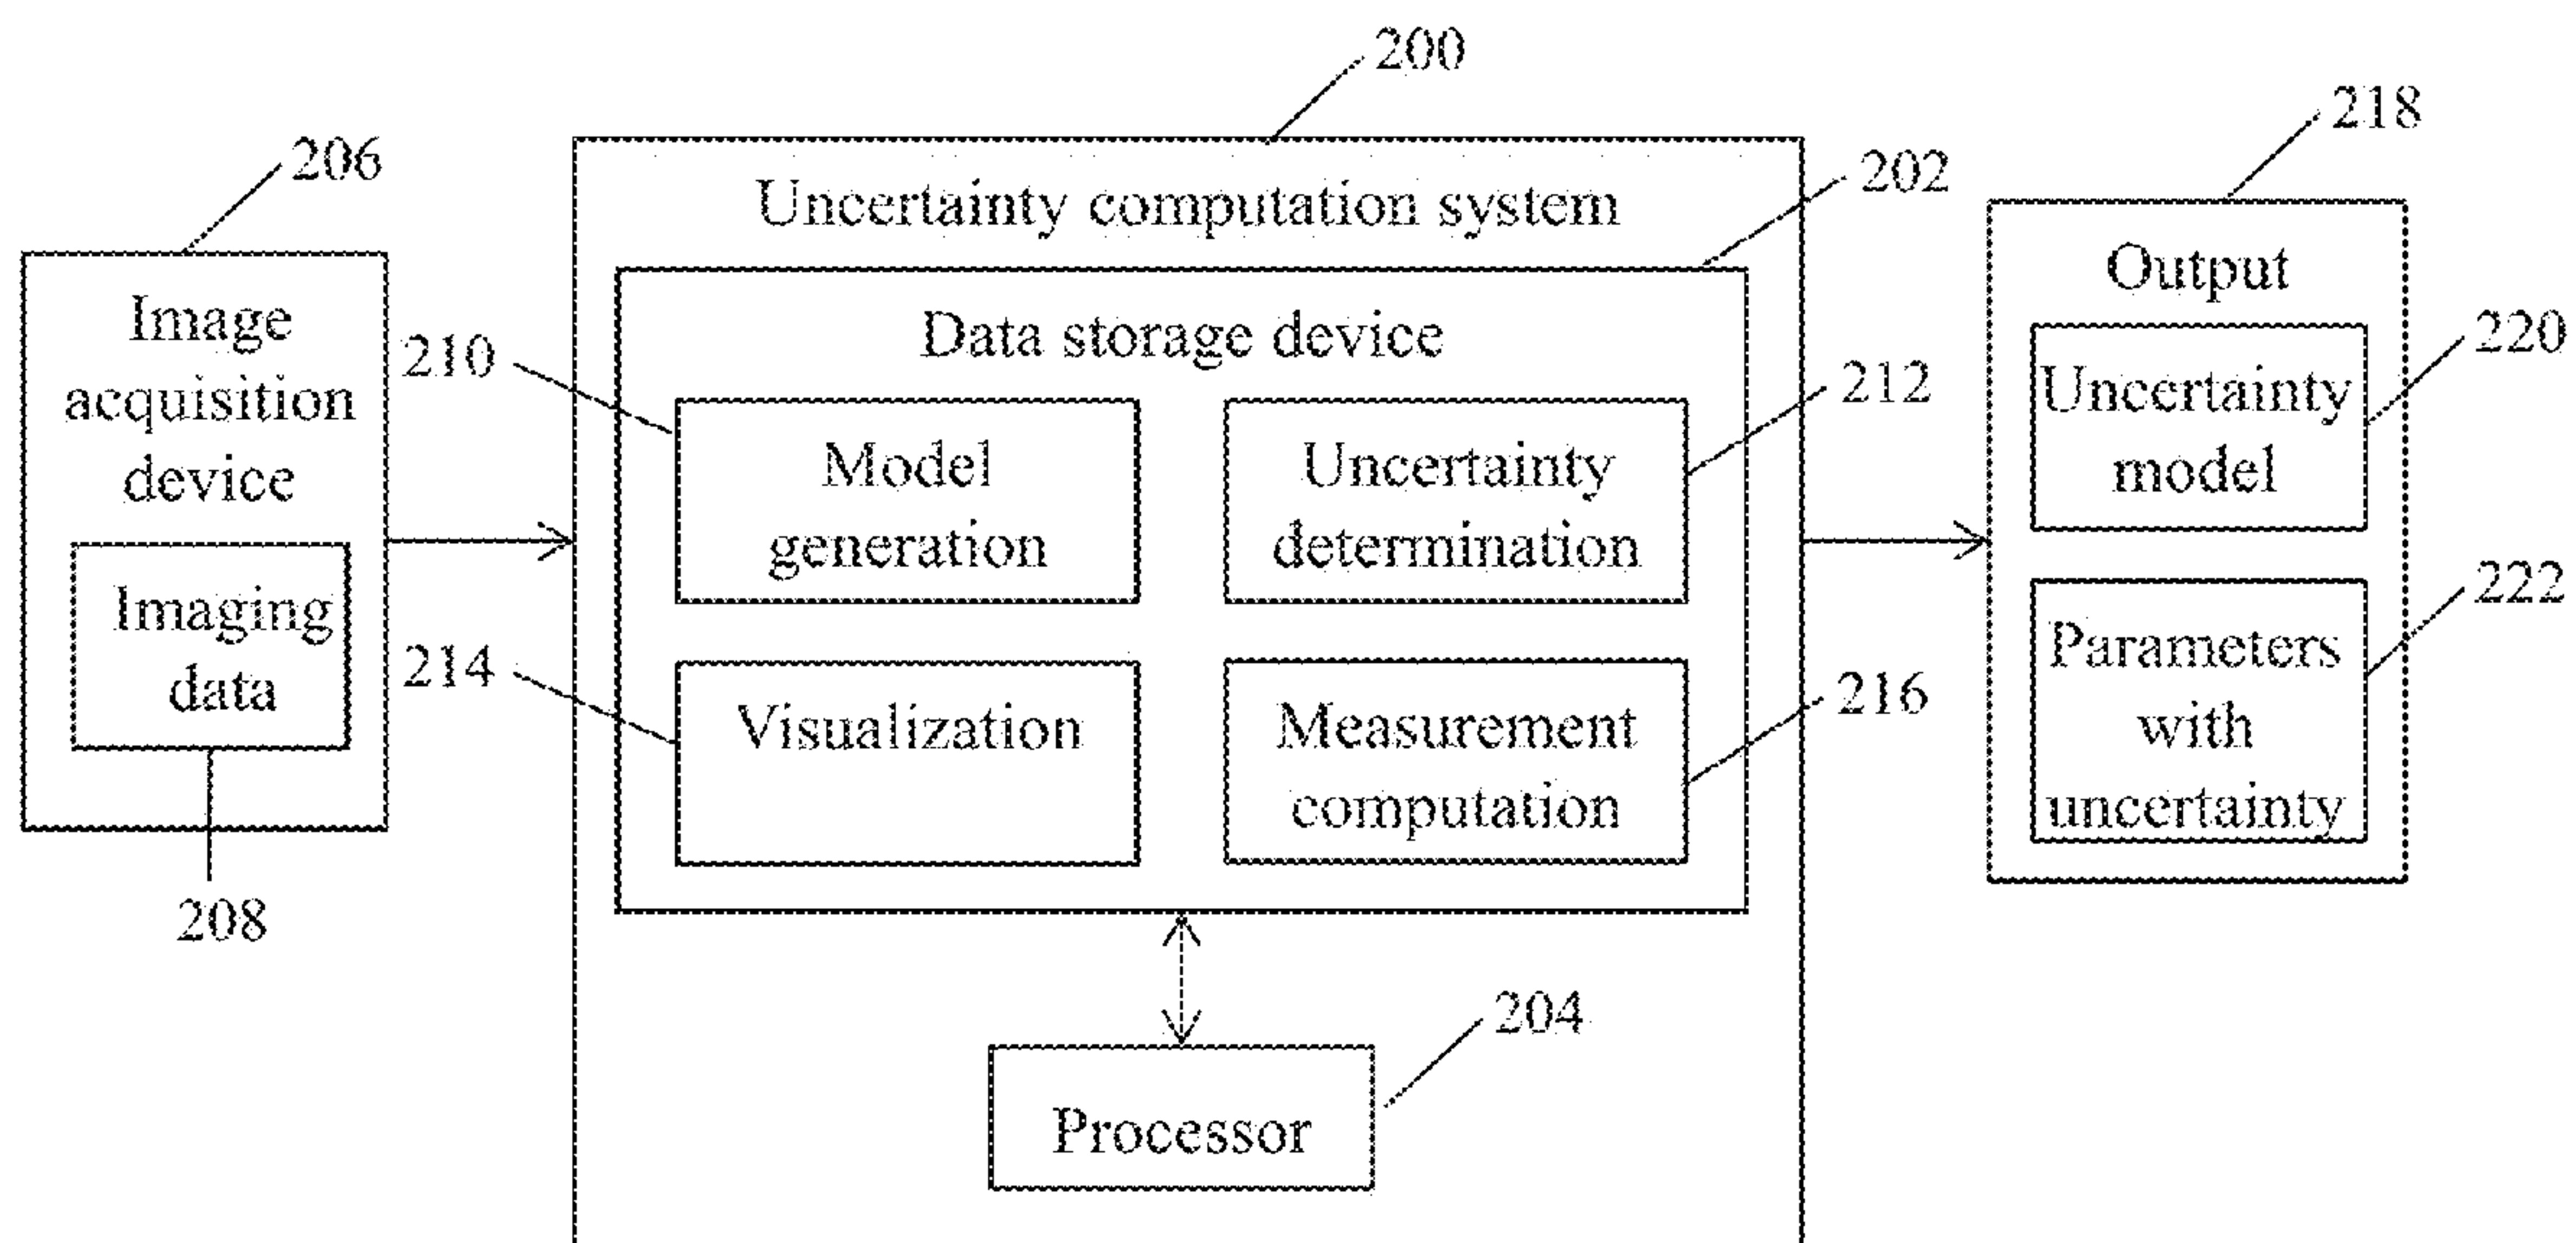 200
218
206
202
Uncertainty computation system
Output
Image
acquisition
device
Imaging
data
208
210
Data storage device
212
Model
generation
Uncertainty
determination
214
Visualization
216
Measurement
computation
204
Processor
220
Uncertainty
model
222
Parameters
with
uncertainty